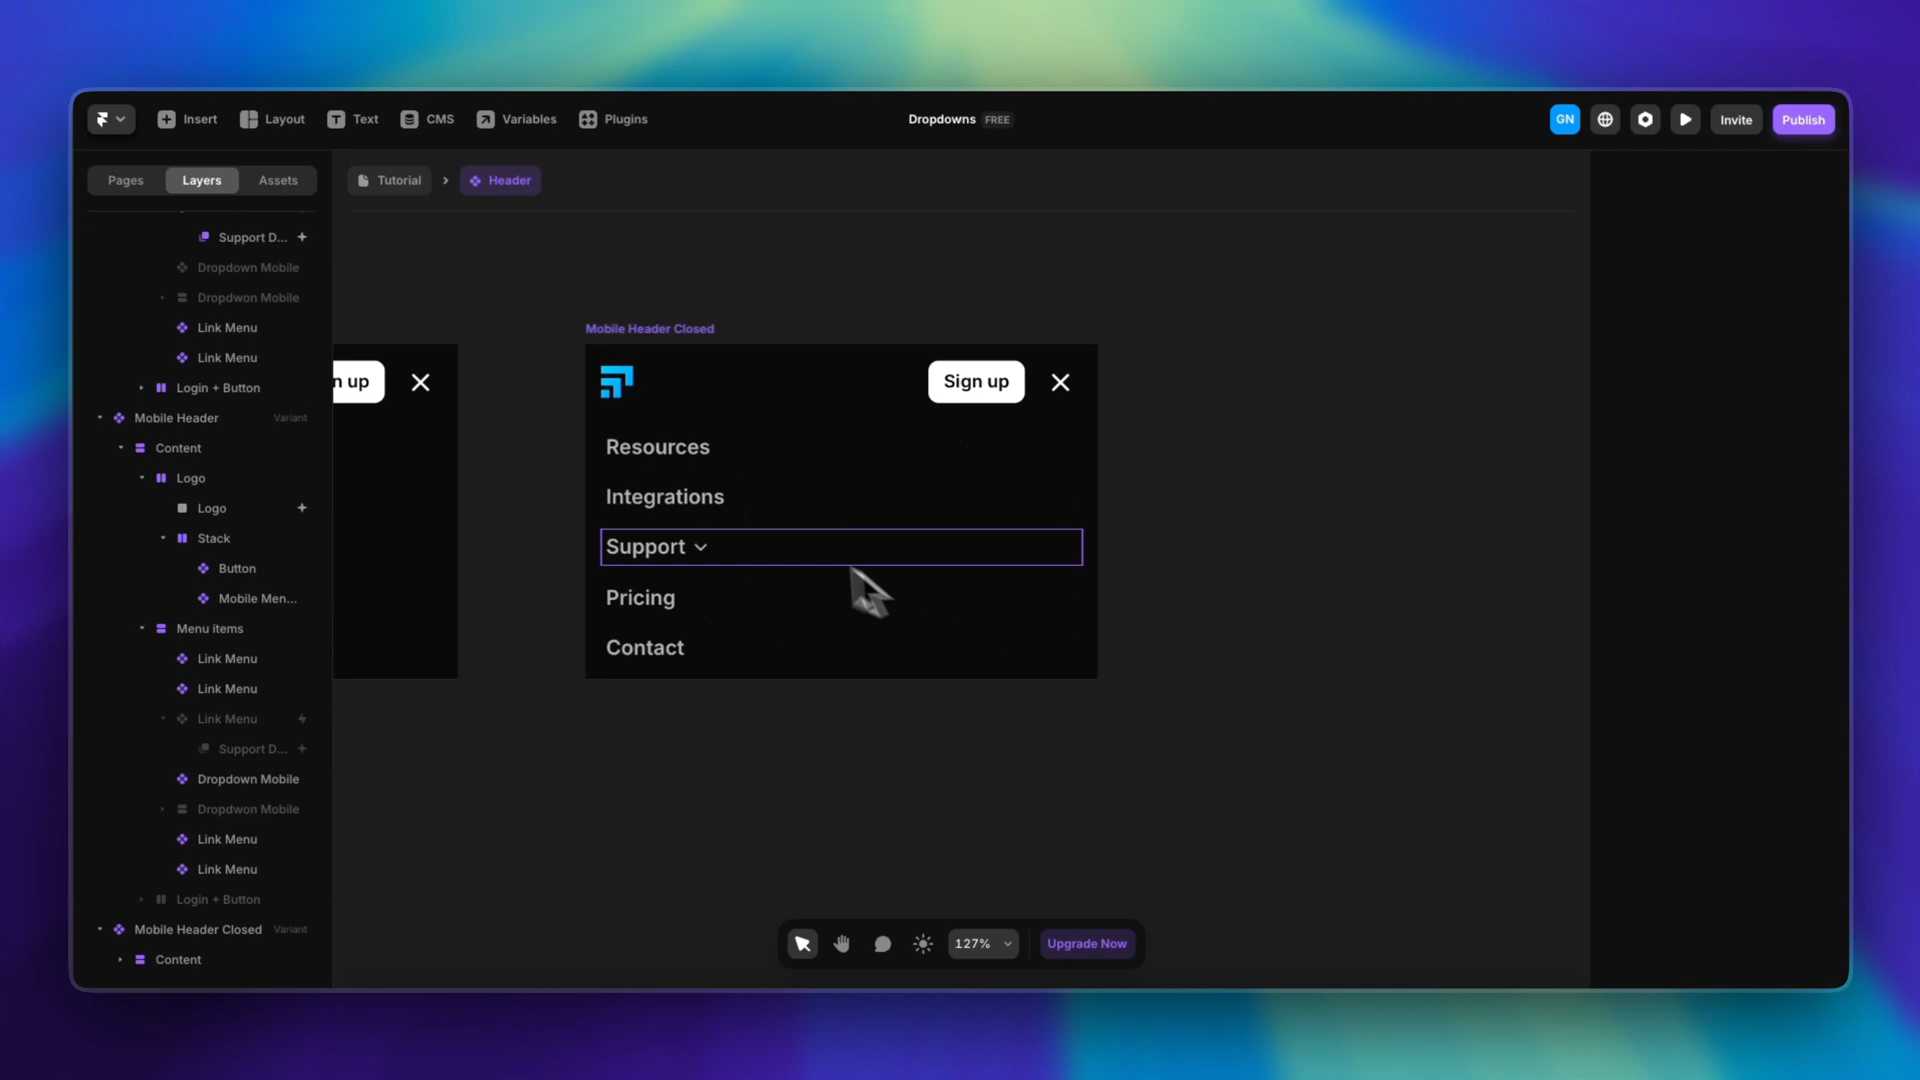 Insert
Layout
Text
CMS
Variables
Plugins
Dropdowns FREE
GN
Invite
Publish
Pages
Layers
Assets
Tutorial
Header
Support D...
Dropdown Mobile
Dropdwon Mobile
Link Menu
Link Menu
Login + Button
Mobile Header Variant
Content
Logo
Logo
Stack
Button
Mobile Men...
Menu items
Link Menu
Link Menu
Link Menu
Support D...
Dropdown Mobile
Dropdwon Mobile
Link Menu
Link Menu
Login + Button
Mobile Header Closed Variant
Content
n up
Mobile Header Closed
Sign up
Resources
Integrations
Support
Pricing
Contact
127%
Upgrade Now